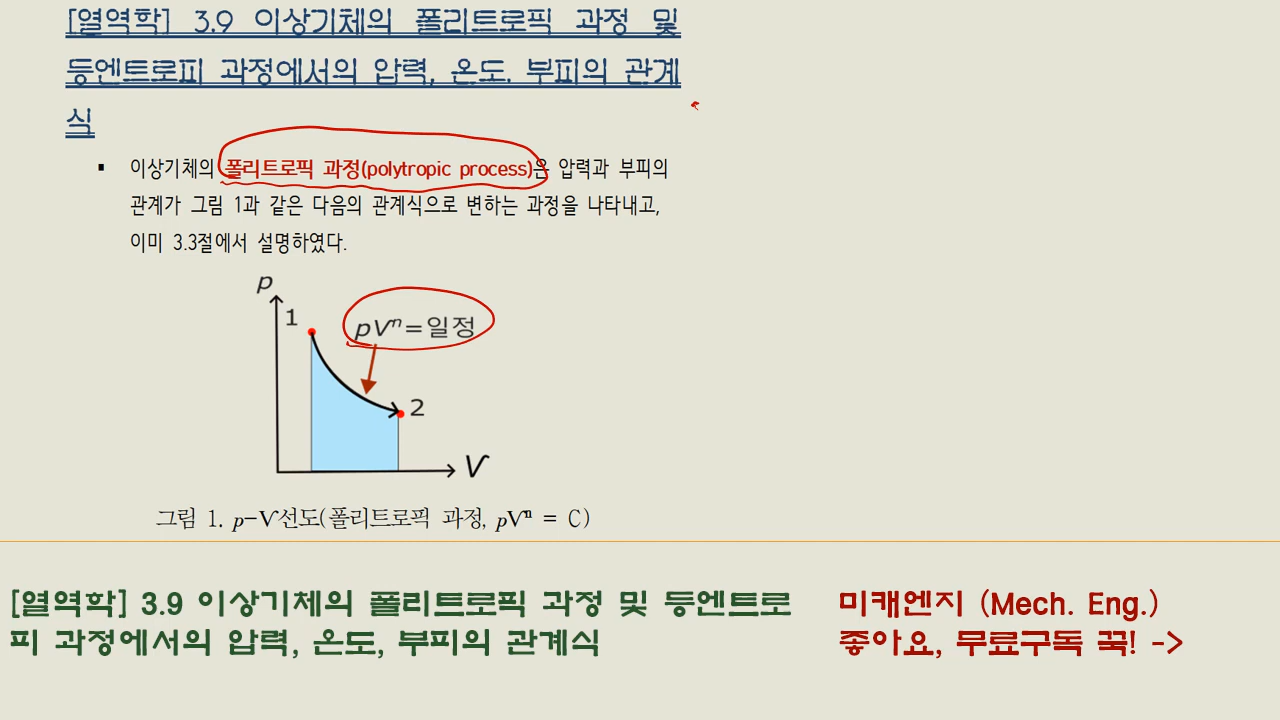 [열역학] 3.9 이상기체의 폴리트로픽 과정 및
등엔트로피 과정에서의 압력, 온도, 부피의 관계
식
▪ 이상기체의 폴리트로픽 과정(polytropic process)은 압력과 부피의
관계가 그림 1과 같은 다음의 관계식으로 변하는 과정을 나타내고,
이미 3.3절에서 설명하였다.
p
1
pVⁿ=일정
2
V
그림 1. p-V선도(폴리트로픽 과정, pVⁿ = C)
[열역학] 3.9 이상기체의 폴리트로픽 과정 및 등엔트로
피 과정에서의 압력, 온도, 부피의 관계식
미캐엔지 (Mech. Eng.)
좋아요, 무료구독 꾹! ->